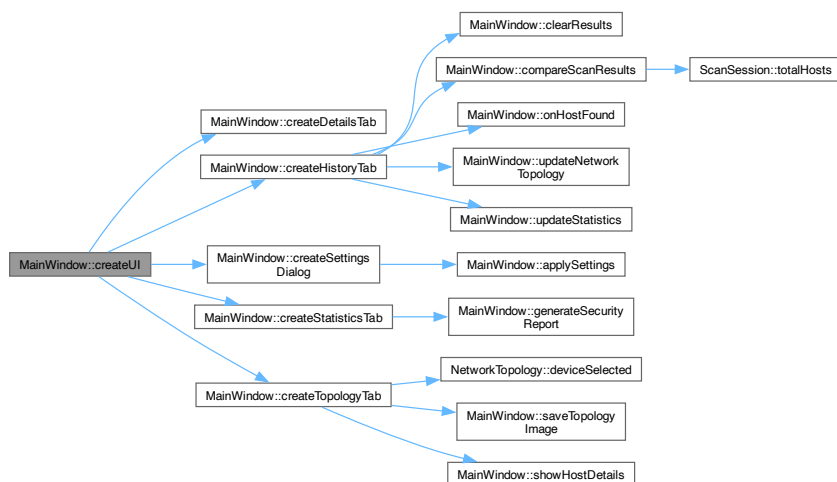 MainWindow::clearResults
MainWindow::compareScanResults
ScanSession::totalHosts
MainWindow::onHostFound
MainWindow::createDetailsTab
MainWindow::createHistoryTab
MainWindow::updateNetwork
Topology
MainWindow::updateStatistics
MainWindow::createUI
MainWindow::createSettings
Dialog
MainWindow::applySettings
MainWindow::createStatisticsTab
MainWindow::generateSecurity
Report
NetworkTopology::deviceSelected
MainWindow::createTopologyTab
MainWindow::saveTopology
Image
MainWindow::showHostDetails